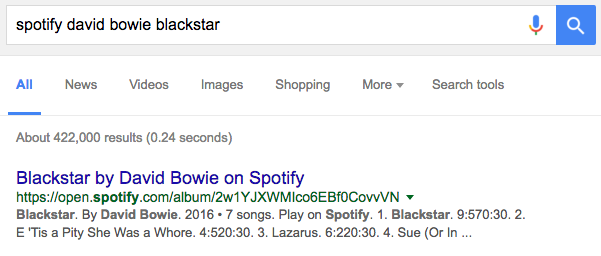 spotify david bowie blackstar
All News Videos Images Shopping More Search tools
About 422,000 results (0.24 seconds)
Blackstar by David Bowie on Spotify
https://open.spotify.com/album/2w1YJXWMIco6EBf0CovvVN
Blackstar. By David Bowie. 2016 • 7 songs. Play on Spotify. 1. Blackstar. 9:570:30. 2.
E 'Tis a Pity She Was a Whore. 4:520:30. 3. Lazarus. 6:220:30. 4. Sue (Or In ...